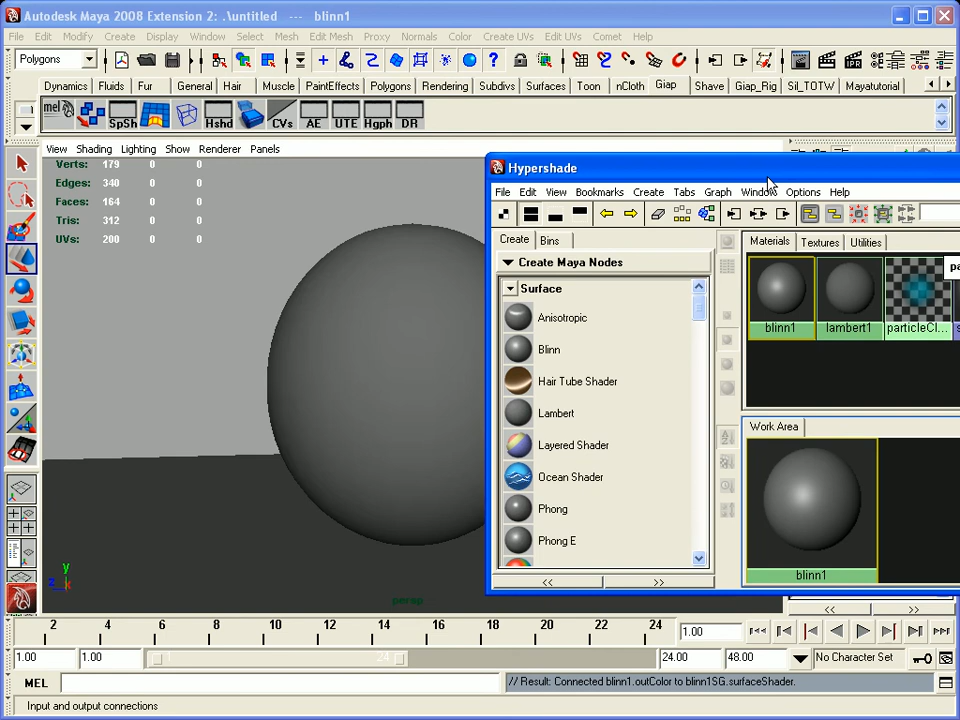 Autodesk Maya 2008 Extension 2: .\untitled --- blinn1
File Edit Modify Create Display Window Select Mesh Edit Mesh Proxy Normals Color Create UVs Edit UVs Comet Help
Polygons
Dynamics Fluids Fur General Hair Muscle PaintEffects Polygons Rendering Subdivs Surfaces Toon nCloth Giap Shave Giap_Rig Sil_TOTW Mayatutorial
mel SpSh Hshd CVs AE UTE Hgph DR
View Shading Lighting Show Renderer Panels
Verts: 179 0 0
Edges: 340 0 0
Faces: 164 0 0
Tris: 312 0 0
UVs: 200 0 0
Hypershade
File Edit View Bookmarks Create Tabs Graph Window Options Help
Create Bins
Create Maya Nodes
Surface
Anisotropic
Blinn
Hair Tube Shader
Lambert
Layered Shader
Ocean Shader
Phong
Phong E
<< >>
Materials Textures Utilities
blinn1 lambert1 particleCl...
pa
Work Area
blinn1
y
z x
persp
<< >>
2 4 6 8 10 12 14 16 18 20 22 24
1.00
1.00 1.00 1 24 24.00 48.00 No Character Set
MEL // Result: Connected blinn1.outColor to blinn1SG.surfaceShader.
Input and output connections